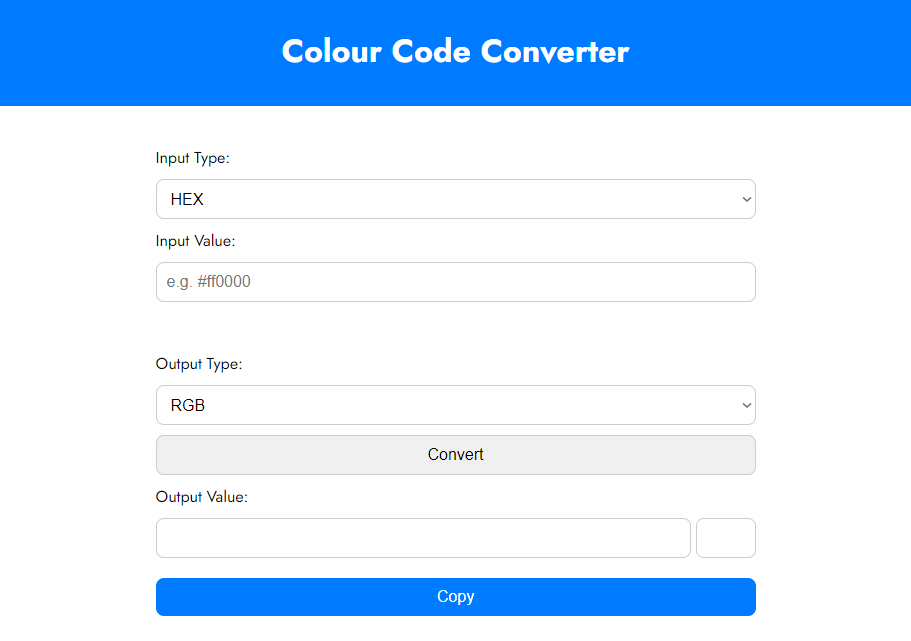 Colour Code Converter
Input Type:
HEX
Input Value:
e.g. #ff0000
Output Type:
RGB
Convert
Output Value:
Copy